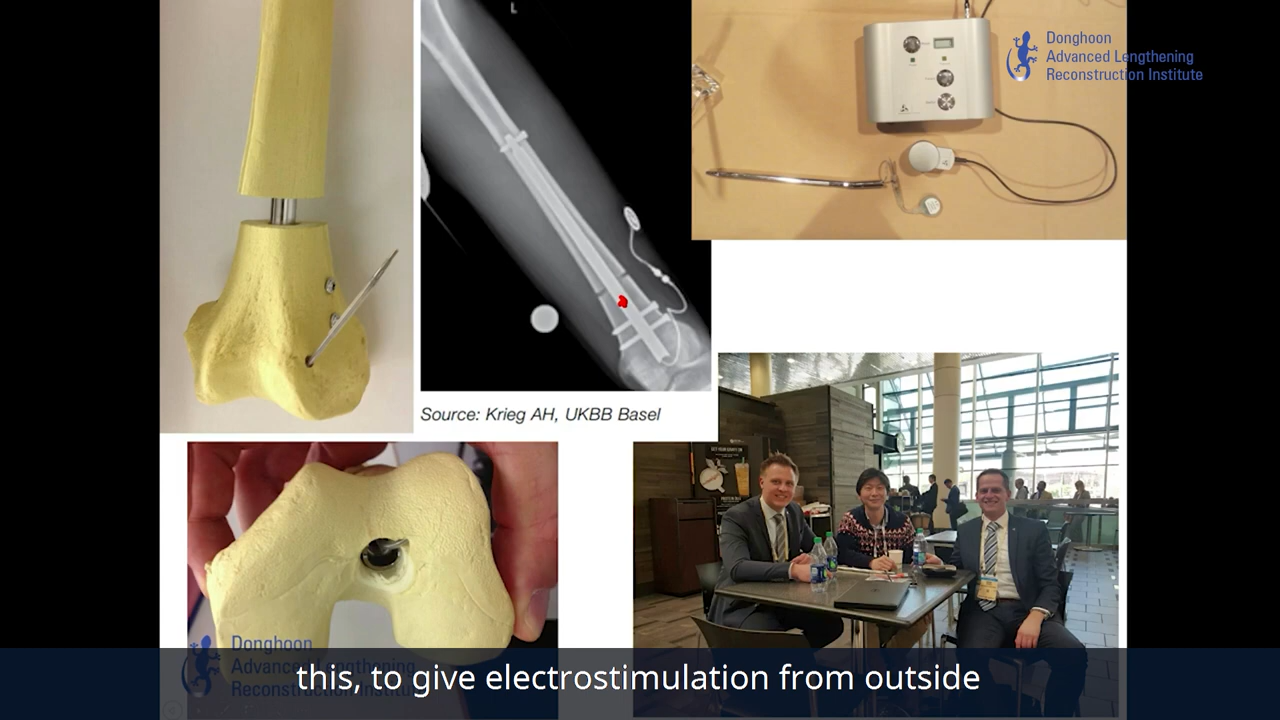 L
Donghoon
Advanced Lengthening
Reconstruction Institute
Source: Krieg AH, UKBB Basel
Donghoon
Advanced Lengthening
Reconstruction Institute
this, to give electrostimulation from outside